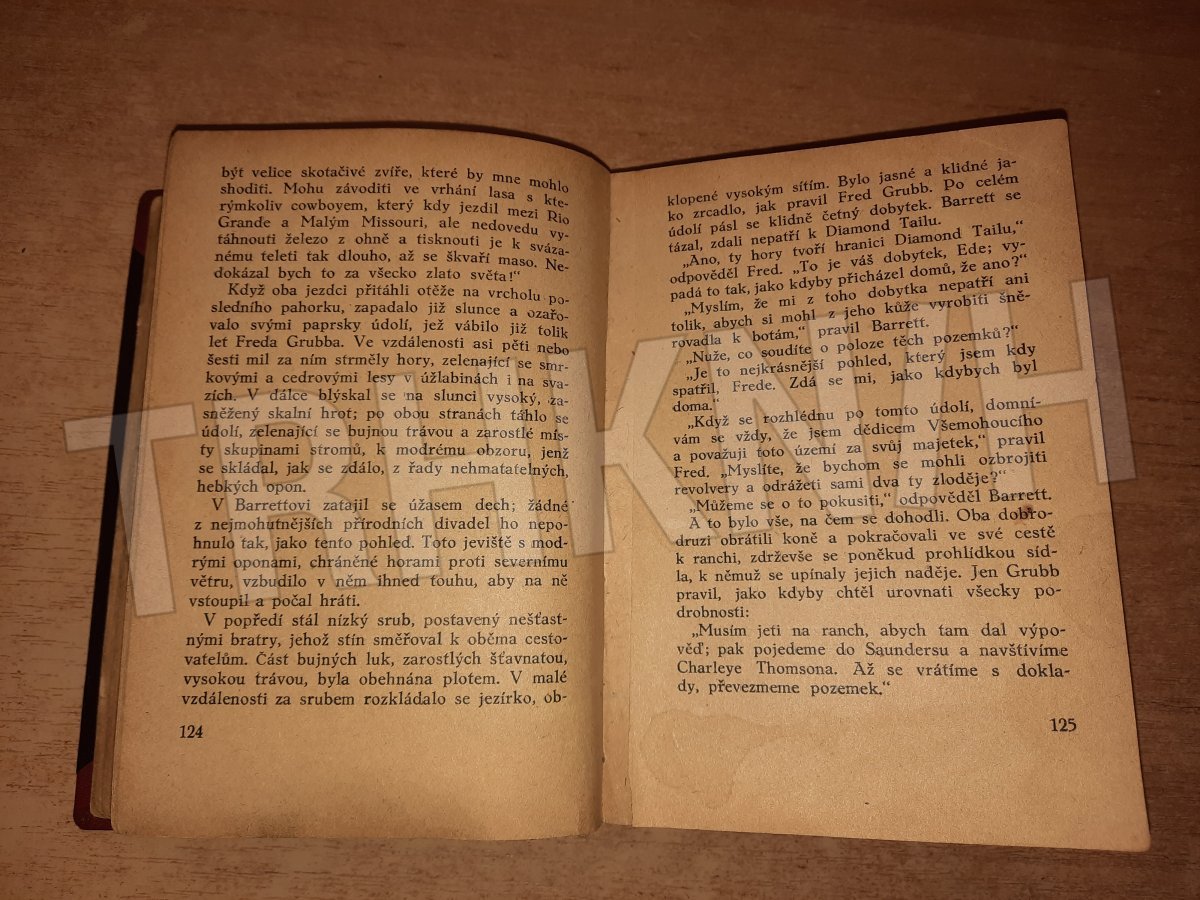 být velice skotačivé zvíře, které by mne mohlo
shoditi. Mohu závoditi ve vrhání lasa s kte-
rýmkoliv cowboyem, který kdy jezdil mezi Rio
Grande a Malým Missouri, ale nedovedu vy-
táhnouti železo z ohně a tisknouti je k sváza-
nému teleti tak dlouho, až se škvaří maso. Ne-
dokázal bych to za všecko zlato světa!“
Když oba jezdci přitáhli otěže na vrcholu po-
sledního pahorku, zapadalo již slunce a ozařo-
valo svými paprsky údolí, jež vábilo již tolik
let Freda Grubba. Ve vzdálenosti asi pěti nebo
šesti mil za ním strměly hory, zelenající se smr-
kovými a cedrovými lesy v úžlabinách i na sva-
zích. V dálce blýskal se na slunci vysoký, za-
sněžený skalní hrot; po obou stranách táhlo se
údolí, zelenající se bujnou trávou a zarostlé mís-
ty skupinami stromů, k modrému obzoru, jenž
se skládal, jak se zdálo, z řady nehmatatelných,
hebkých opon.
V Barrettovi zatajil se úžasem dech; žádné
z nejmohutnějších přírodních divadel ho nepo-
hnulo tak, jako tento pohled. Toto jeviště s mod-
rými oponami, chráněné horami proti severnímu
větru, vzbudilo v něm ihned touhu, aby na ně
vstoupil a počal hráti.
V popředí stál nízký srub, postavený nešťast-
nými bratry, jehož stín směřoval k oběma cesto-
vatelům. Část bujných luk, zarostlých šťavnatou,
vysokou trávou, byla obehnána plotem. V malé
vzdálenosti za srubem rozkládalo se jezírko, ob-
124
klopené vysokým sítím. Bylo jasné a klidné ja-
ko zrcadlo, jak pravil Fred Grubb. Po celém
údolí pásl se klidně četný dobytek. Barrett se
tázal, zdali nepatří k Diamond Tailu.
„Ano, ty hory tvoří hranici Diamond Tailu,“
odpověděl Fred. „To je váš dobytek, Ede; vy-
padá to tak, jako kdyby přicházel domů, že ano?“
„Myslím, že mi z toho dobytka nepatří ani
tolik, abych si mohl z jeho kůže vyrobiti šně-
rovadla k botám,“ pravil Barrett.
„Nuže, co soudíte o poloze těch pozemků?“
„Je to nejkrásnější pohled, který jsem kdy
spatřil, Frede. Zdá se mi, jako kdybych byl
doma.“
„Když se rozhlédnu po tomto údolí, domní-
vám se vždy, že jsem dědicem Všemohoucího
a považuji toto území za svůj majetek,“ pravil
Fred. „Myslíte, že bychom se mohli ozbrojiti
revolvery a odrážeti sami dva ty zloděje?“
„Můžeme se o to pokusiti,“ odpověděl Barrett.
A to bylo vše, na čem se dohodli. Oba dobro-
druzi obrátili koně a pokračovali ve své cestě
k ranchi, zdrževše se poněkud prohlídkou síd-
la, k němuž se upínaly jejich naděje. Jen Grubb
pravil, jako kdyby chtěl urovnati všecky po-
drobnosti:
„Musím jeti na ranch, abych tam dal výpo-
věď; pak pojedeme do Saundersu a navštívíme
Charleye Thomsona. Až se vrátíme s dokla-
dy, převezmeme pozemek.“
125
TRHKNIH